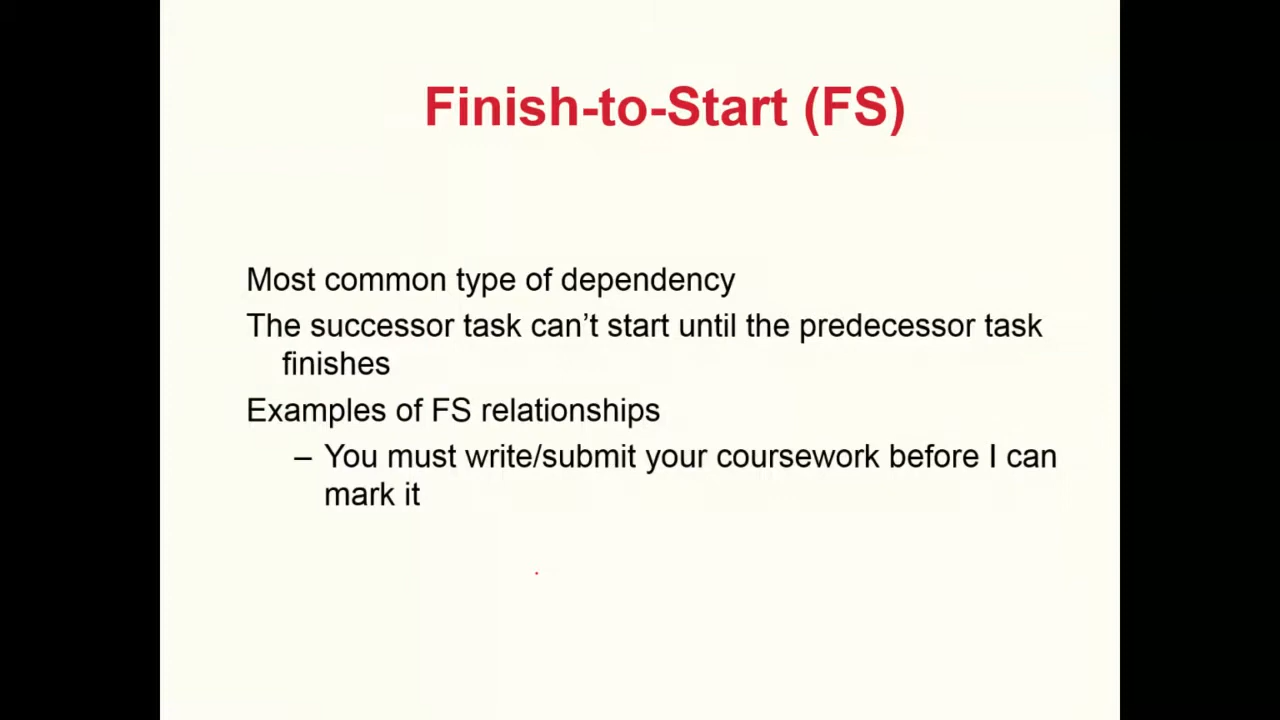 Finish-to-Start (FS)
Most common type of dependency
The successor task can’t start until the predecessor task
finishes
Examples of FS relationships
– You must write/submit your coursework before I can
mark it